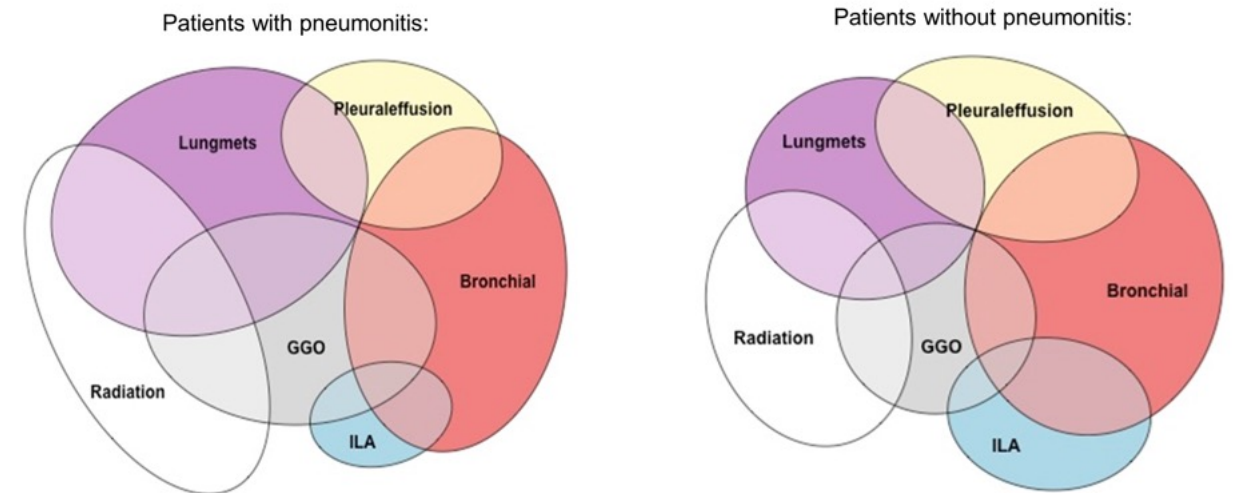 Patients with pneumonitis:
Lungmets
Pleuraleffusion
Bronchial
GGO
Radiation
ILA
Patients without pneumonitis:
Lungmets
Pleuraleffusion
Bronchial
Radiation
GGO
ILA